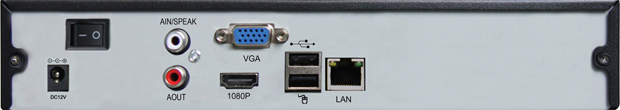 AIN/SPEAK
VGA
DC12V
AOUT
1080P
LAN